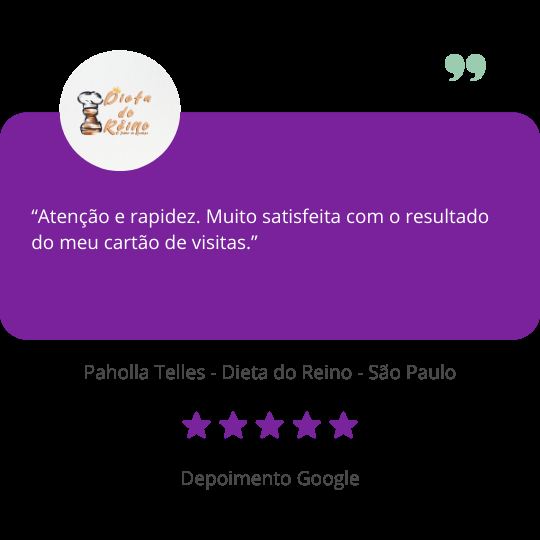 Dieta
do
Reino
“Atenção e rapidez. Muito satisfeita com o resultado
do meu cartão de visitas.”
Paholla Telles - Dieta do Reino - São Paulo
Depoimento Google